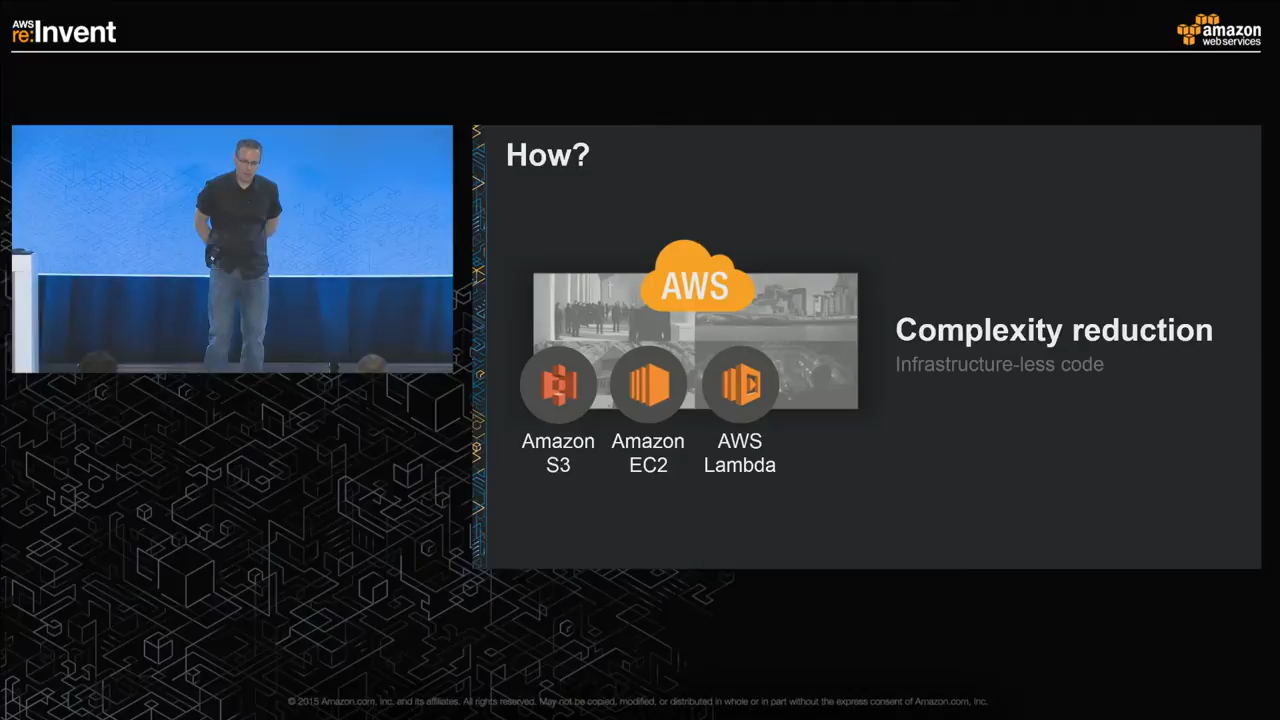 AWS
re:Invent
amazon
webservices
How?
AWS
Complexity reduction
Infrastructure-less code
Amazon
S3
Amazon
EC2
AWS
Lambda
© 2015 Amazon.com, Inc. and its affiliates. All rights reserved. May not be copied, modified, or distributed in whole or in part without the express consent of Amazon.com, Inc.